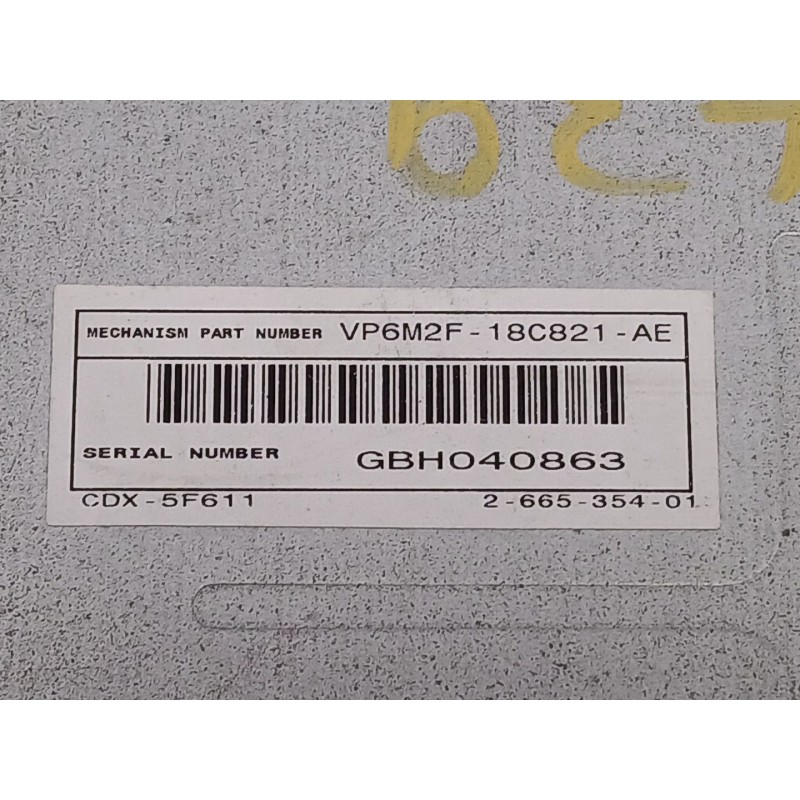 MECHANISM PART NUMBER VP6M2F-18C821-AE
SERIAL NUMBER GBH040863
CDX-5F611 2-665-354-01